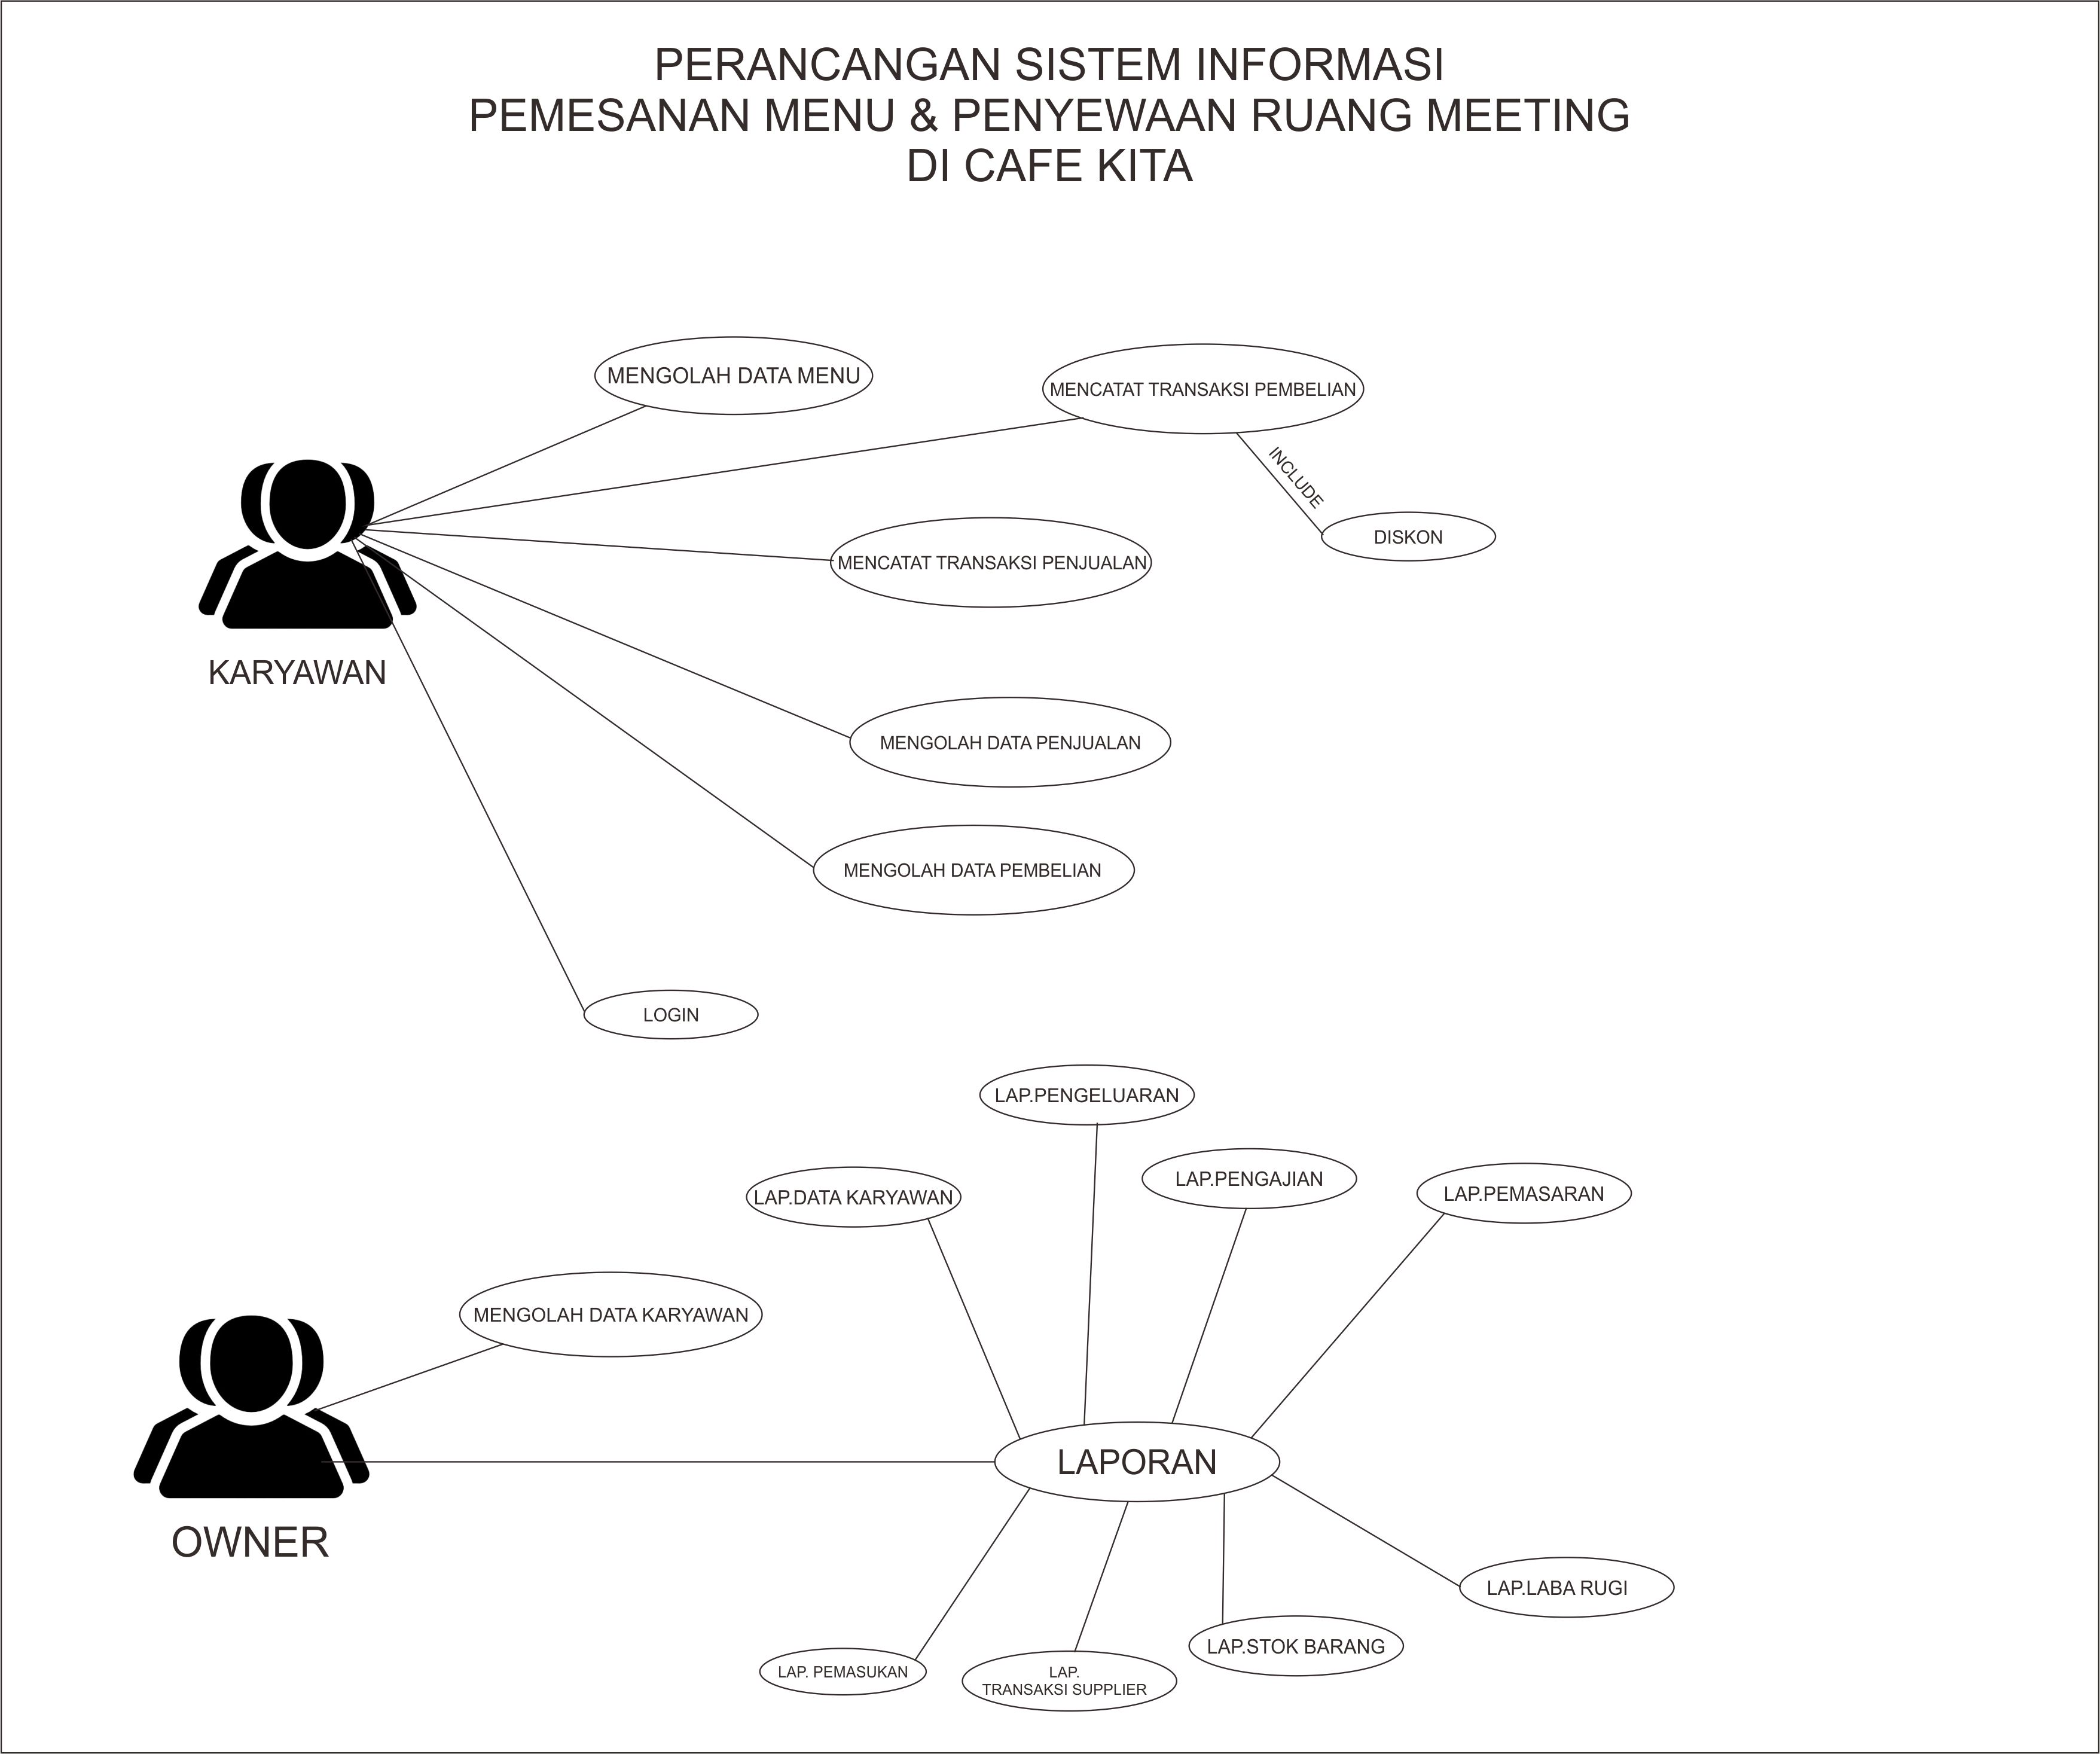 PERANCANGAN SISTEM INFORMASI
PEMESANAN MENU & PENYEWAAN RUANG MEETING
DI CAFE KITA
MENGOLAH DATA MENU
MENCATAT TRANSAKSI PEMBELIAN
INCLUDE
DISKON
MENCATAT TRANSAKSI PENJUALAN
KARYAWAN
MENGOLAH DATA PENJUALAN
MENGOLAH DATA PEMBELIAN
LOGIN
LAP.PENGELUARAN
LAP.PENGAJIAN
LAP.PEMASARAN
LAP.DATA KARYAWAN
MENGOLAH DATA KARYAWAN
LAPORAN
OWNER
LAP.LABA RUGI
LAP.STOK BARANG
LAP. PEMASUKAN
LAP.
TRANSAKSI SUPPLIER